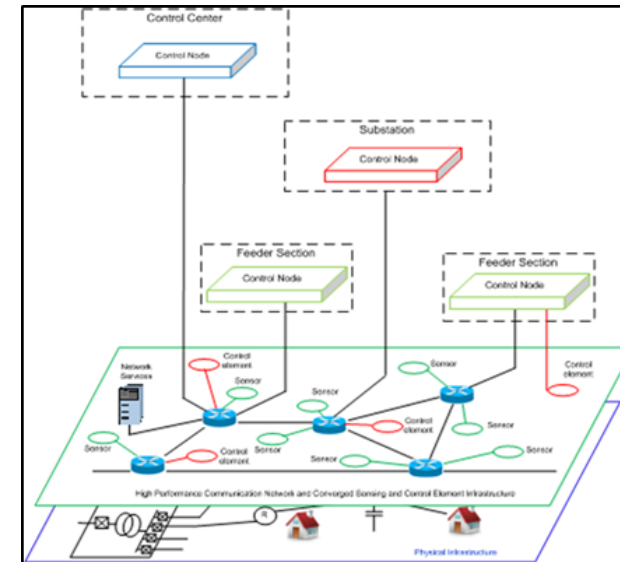 Control Center
Control Node
Substation
Control Node
Feeder Section
Control Node
Feeder Section
Control Node
Network
Services
Control
element
Sensor
Sensor
Sensor
Control
element
Sensor
Control
element
Sensor
Sensor
Control
element
Sensor
Sensor
Sensor
High Performance Communication Network and Converged Sensing and Control Element Infrastructure
R
Physical Infrastructure